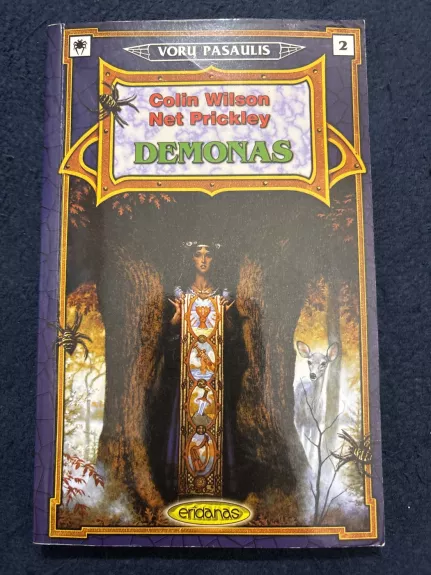 VORŲ PASAULIS
2
Colin Wilson
Net Prickley
DEMONAS
eridanas